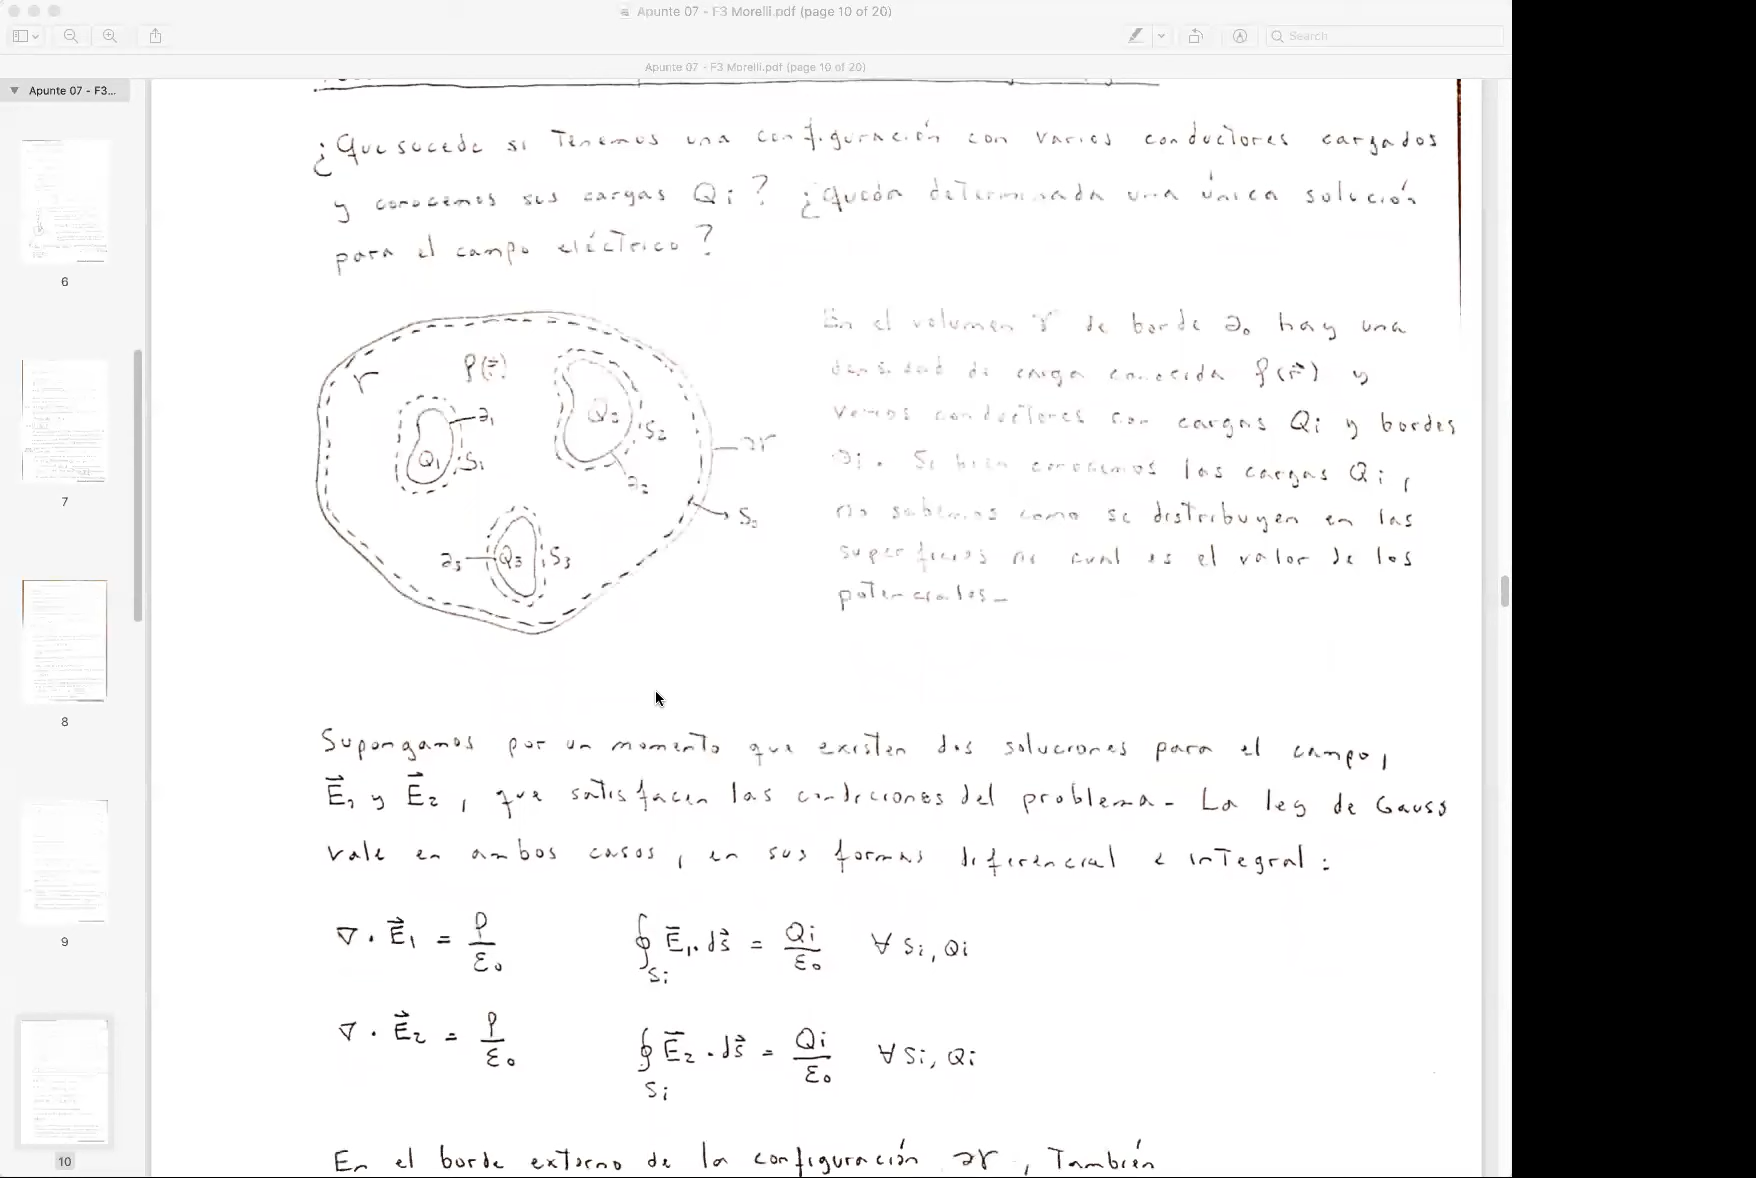 Apunte 07 - F3 Morelli.pdf (page 10 of 20)
Search
Apunte 07 - F3 Morelli.pdf (page 10 of 20)
Apunte 07 - F3...
6
7
8
9
10
¿Que sucede si Tenemos una configuración con varios conductores cargados
y conocemos sus cargas Qi? ¿Queda determinada una única solución
para el campo eléctrico?
γ
ρ(r⃗)
∂₁
Q₁
S₁
Q₂
S₂
∂₂
∂γ
S₀
∂₃
Q₃
S₃
En el volumen γ de borde ∂₀ hay una
densidad de carga conocida ρ(r⃗) y
varios conductores con cargas Qi y bordes
∂i. Si bien conocemos las cargas Qi,
no sabemos como se distribuyen en las
superficies ni cual es el valor de los
potenciales-
Supongamos por un momento que existen dos soluciones para el campo,
E⃗₁ y E⃗₂, que satisfacen las condiciones del problema- La ley de Gauss
vale en ambos casos, en sus formas diferencial e integral:
∇ · E⃗₁ = ρ/ε₀ ∮Si E⃗₁ · ds⃗ = Qi/ε₀ ∀ Si, Qi
∇ · E⃗₂ = ρ/ε₀ ∮Si E⃗₂ · ds⃗ = Qi/ε₀ ∀ Si, Qi
En el borde externo de la configuración ∂γ, También